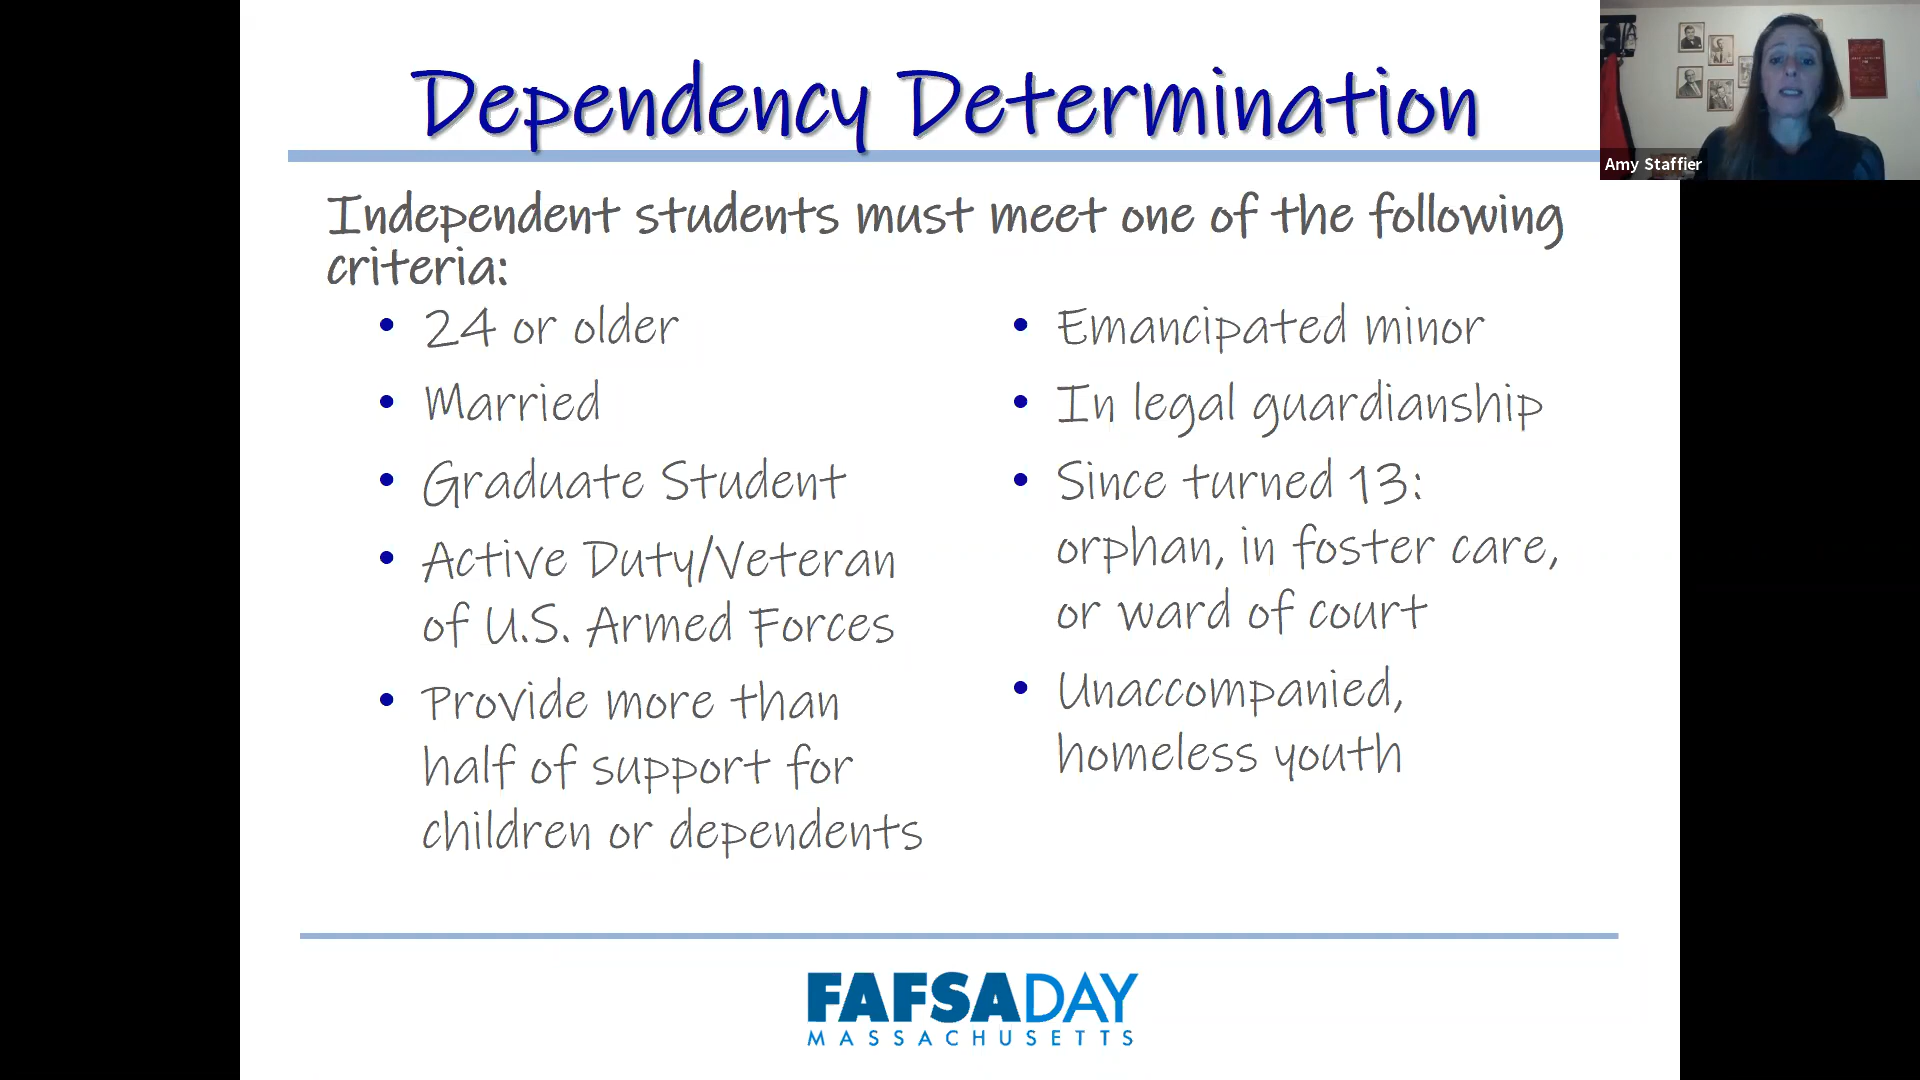 Dependency Determination
Amy Staffier
Independent students must meet one of the following
criteria:
• 24 or older
• Married
• Graduate Student
• Active Duty/Veteran
of U.S. Armed Forces
• Provide more than
half of support for
children or dependents
• Emancipated minor
• In legal guardianship
• Since turned 13:
orphan, in foster care,
or ward of court
• Unaccompanied,
homeless youth
FAFSADAY
MASSACHUSETTS